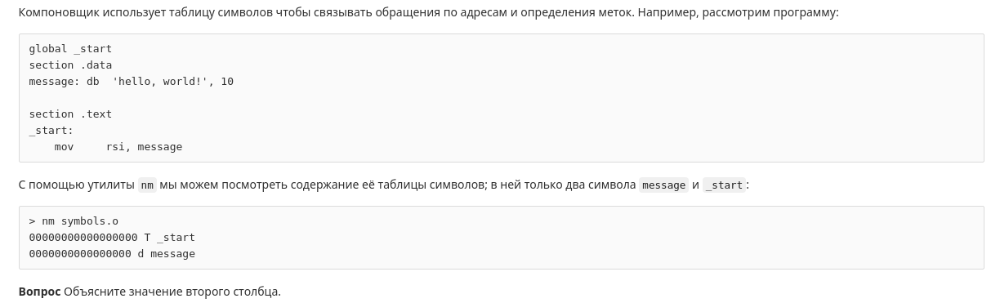 Компоновщик использует таблицу символов чтобы связывать обращения по адресам и определения меток. Например, рассмотрим программу:
global _start
section .data
message: db  'hello, world!', 10
section .text
_start:
    mov     rsi, message
С помощью утилиты nm мы можем посмотреть содержание её таблицы символов; в ней только два символа message и _start:
> nm symbols.o
00000000000000000 T _start
0000000000000000 d message
Вопрос Объясните значение второго столбца.